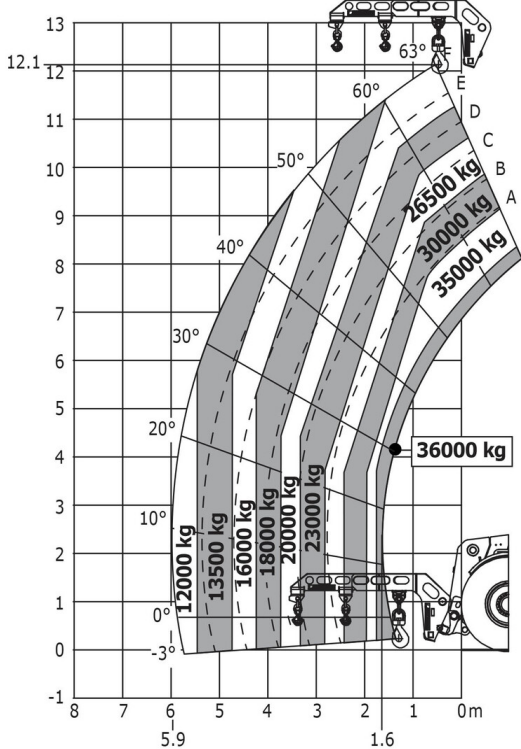 13
12.1
12
11
10
9
8
7
6
5
4
3
2
1
0
-1
63°
60°
50°
40°
30°
20°
10°
0°
-3°
F
E
D
C
B
A
26500 kg
30000 kg
35000 kg
36000 kg
12000 kg
13500 kg
16000 kg
18000 kg
20000 kg
23000 kg
8 7 6 5 4 3 2 1 0m
5.9 1.6